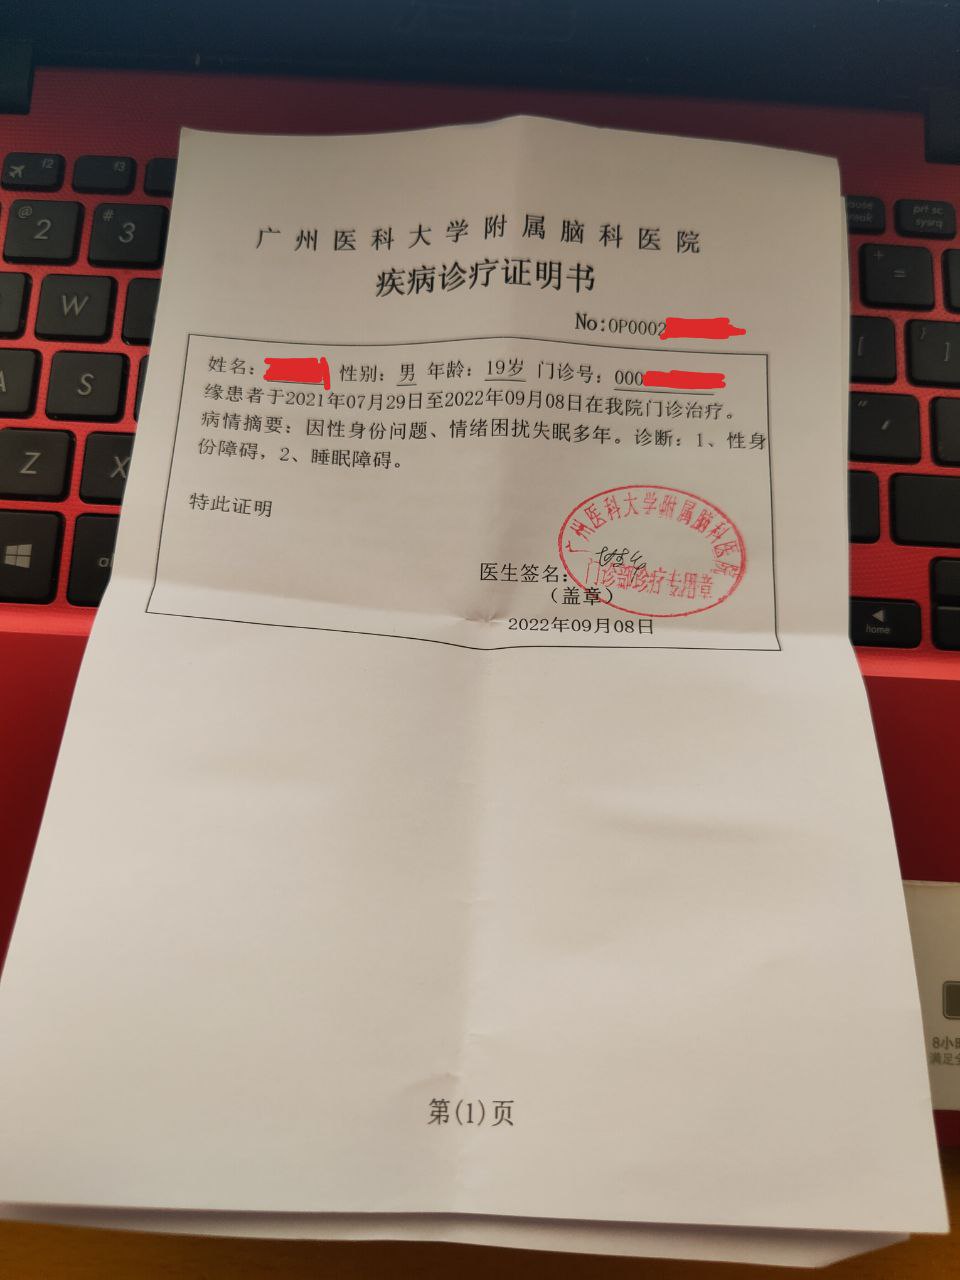 广州医科大学附属脑科医院
疾病诊疗证明书
No:OP0002
姓名: 性别: 男 年龄: 19岁 门诊号: 000
缘患者于2021年07月29日至2022年09月08日在我院门诊治疗。
病情摘要: 因性身份问题、情绪困扰失眠多年。诊断: 1、性身
份障碍, 2、睡眠障碍。
特此证明
广州医科大学附属脑科医院
门诊部诊疗专用章
医生签名:
(盖章)
2022年09月08日
第(1)页
f2
f3
prt sc
sysrq
@
2
#
3
+
=
W
A
S
Z
X
home
8小
满足